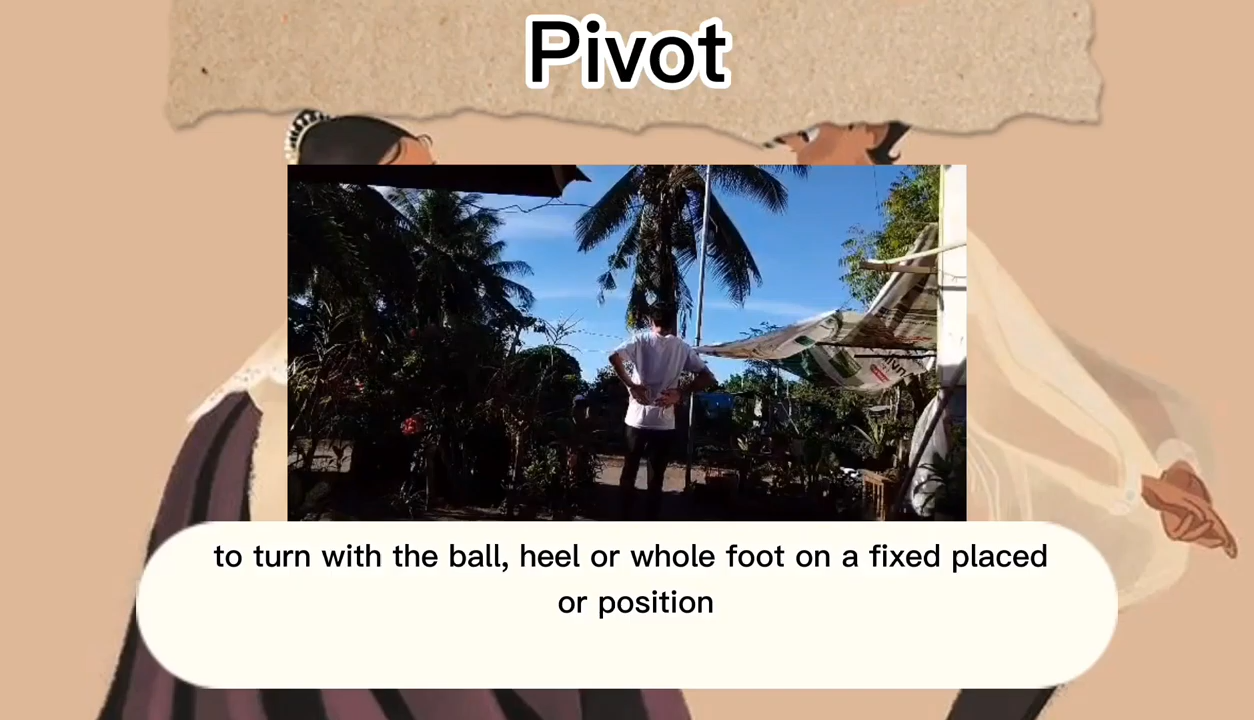 Pivot
to turn with the ball, heel or whole foot on a fixed placed
or position